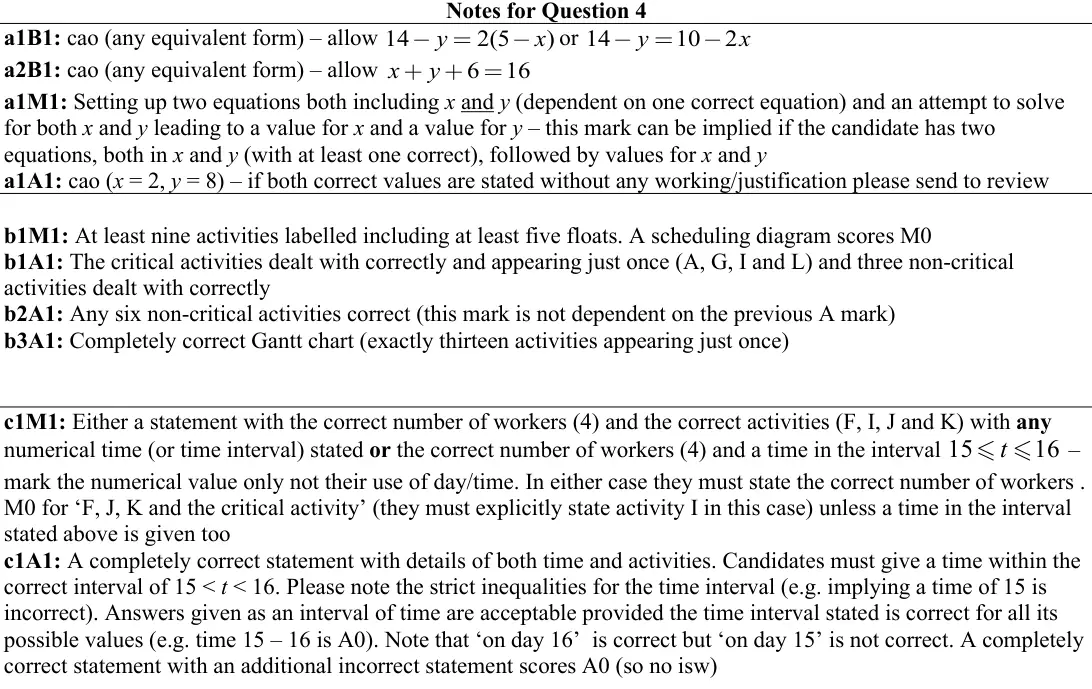 Notes for Question 4
a1B1: cao (any equivalent form) – allow 14 − y = 2(5 − x) or 14 − y = 10 − 2x
a2B1: cao (any equivalent form) – allow x + y + 6 = 16
a1M1: Setting up two equations both including x and y (dependent on one correct equation) and an attempt to solve
for both x and y leading to a value for x and a value for y – this mark can be implied if the candidate has two
equations, both in x and y (with at least one correct), followed by values for x and y
a1A1: cao (x = 2, y = 8) – if both correct values are stated without any working/justification please send to review
b1M1: At least nine activities labelled including at least five floats. A scheduling diagram scores M0
b1A1: The critical activities dealt with correctly and appearing just once (A, G, I and L) and three non-critical
activities dealt with correctly
b2A1: Any six non-critical activities correct (this mark is not dependent on the previous A mark)
b3A1: Completely correct Gantt chart (exactly thirteen activities appearing just once)
c1M1: Either a statement with the correct number of workers (4) and the correct activities (F, I, J and K) with any
numerical time (or time interval) stated or the correct number of workers (4) and a time in the interval 15 ⩽ t ⩽ 16 –
mark the numerical value only not their use of day/time. In either case they must state the correct number of workers .
M0 for ‘F, J, K and the critical activity’ (they must explicitly state activity I in this case) unless a time in the interval
stated above is given too
c1A1: A completely correct statement with details of both time and activities. Candidates must give a time within the
correct interval of 15 < t < 16. Please note the strict inequalities for the time interval (e.g. implying a time of 15 is
incorrect). Answers given as an interval of time are acceptable provided the time interval stated is correct for all its
possible values (e.g. time 15 – 16 is A0). Note that ‘on day 16’ is correct but ‘on day 15’ is not correct. A completely
correct statement with an additional incorrect statement scores A0 (so no isw)